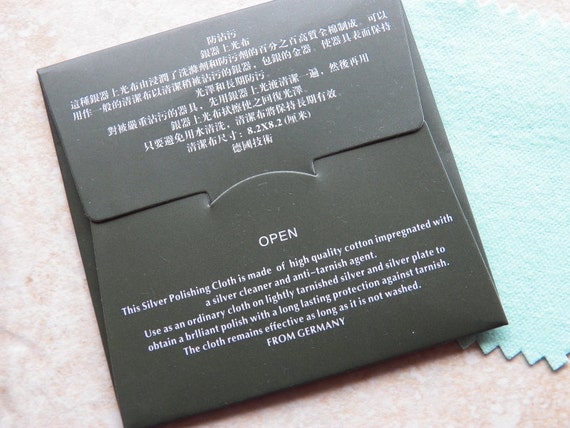 防沾污
銀器上光布
這種銀器上光布由浸潤了洗滌劑和防污劑的百分之百高質全棉制成。可以
用作一般的清潔布以清潔稍被沾污的銀器，包銀的金器。使器具表面保持
光澤和長期防污。
對被嚴重沾污的器具，先用銀器上光液清潔一遍，然後再用
銀器上光布拭擦使之回復光澤。
只要避免用水清洗，清潔布將保持長期有效。
清潔布尺寸：8.2X8.2 (厘米)
德國技術
OPEN
This Silver Polishing Cloth is made of high quality cotton impregnated with
a silver cleaner and anti-tarnish agent.
Use as an ordinary cloth on lightly tarnished silver and silver plate to
obtain a brliant polish with a long lasting protection against tarnish.
The cloth remains effective as long as it is not washed.
FROM GERMANY